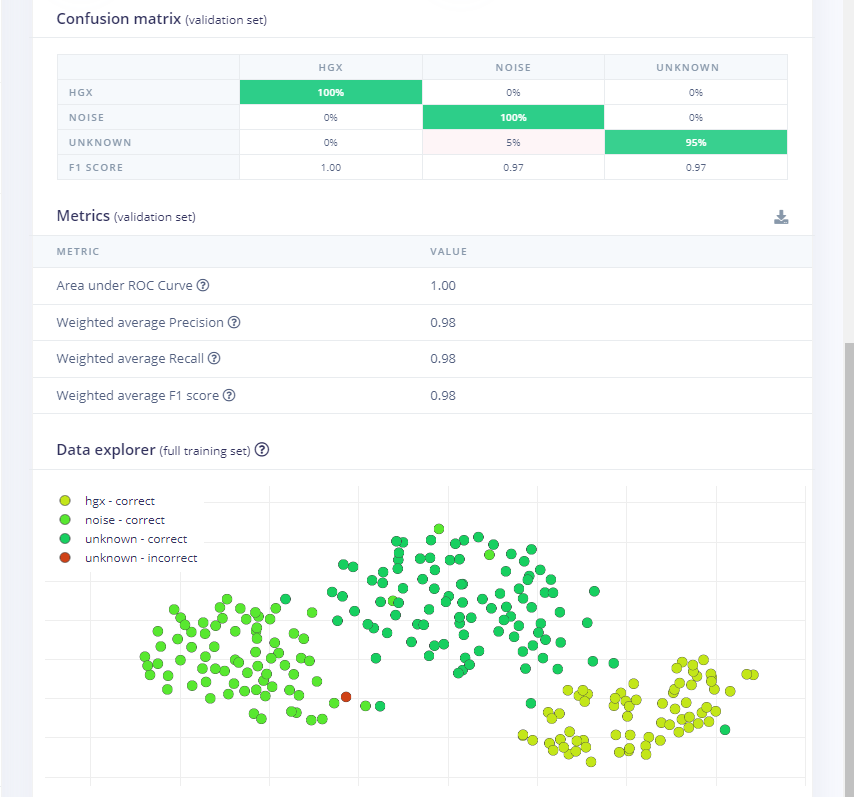 Confusion matrix (validation set)
HGX NOISE UNKNOWN
HGX 100% 0% 0%
NOISE 0% 100% 0%
UNKNOWN 0% 5% 95%
F1 SCORE 1.00 0.97 0.97
Metrics (validation set)
METRIC VALUE
Area under ROC Curve ? 1.00
Weighted average Precision ? 0.98
Weighted average Recall ? 0.98
Weighted average F1 score ? 0.98
Data explorer (full training set) ?
hgx - correct
noise - correct
unknown - correct
unknown - incorrect